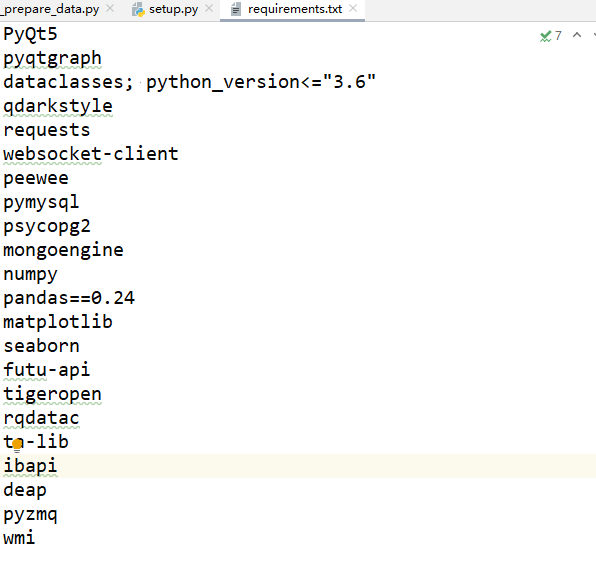 _prepare_data.py setup.py requirements.txt
PyQt5 7
pyqtgraph
dataclasses; python_version<="3.6"
qdarkstyle
requests
websocket-client
peewee
pymysql
psycopg2
mongoengine
numpy
pandas==0.24
matplotlib
seaborn
futu-api
tigeropen
rqdatac
ta-lib
ibapi
deap
pyzmq
wmi